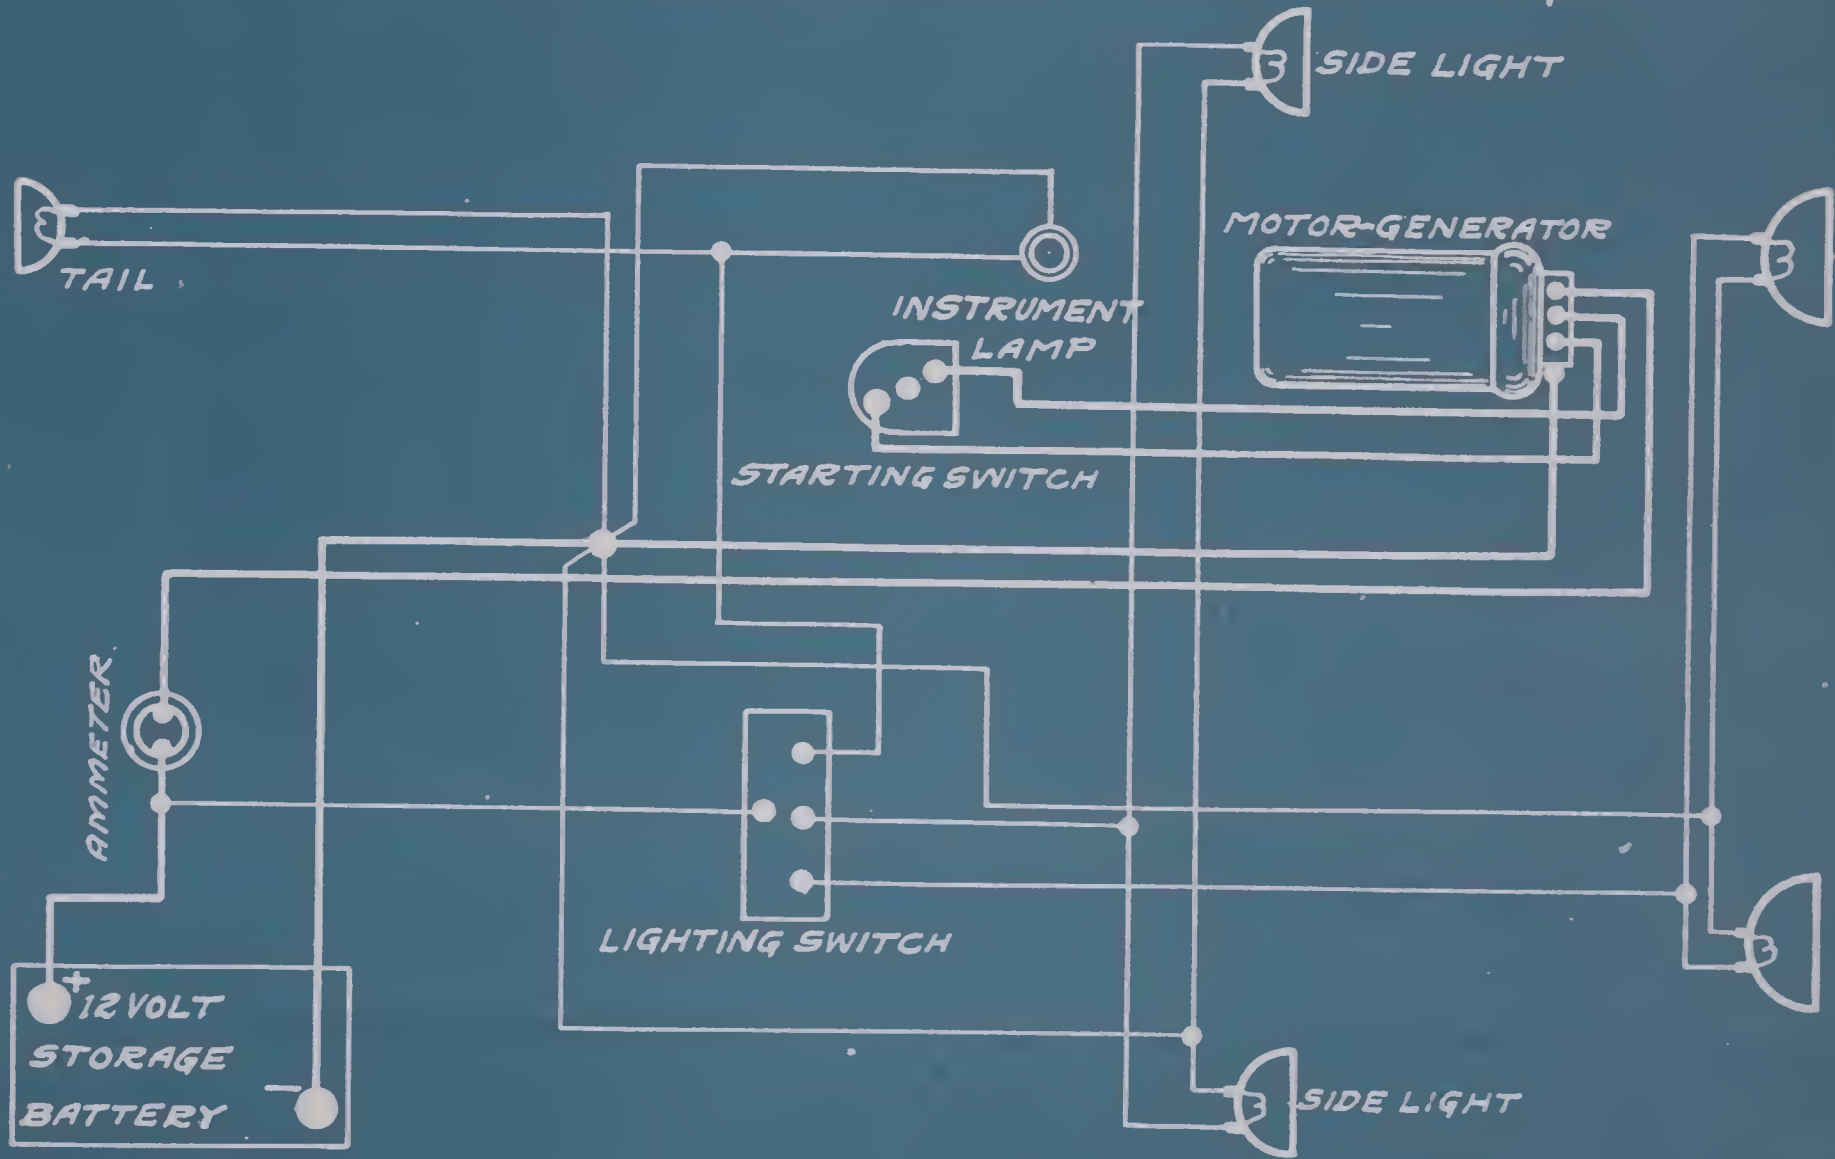 SIDE LIGHT
MOTOR-GENERATOR
TAIL
INSTRUMENT
LAMP
STARTING SWITCH
AMMETER
LIGHTING SWITCH
+
12 VOLT
STORAGE
BATTERY
–
SIDE LIGHT